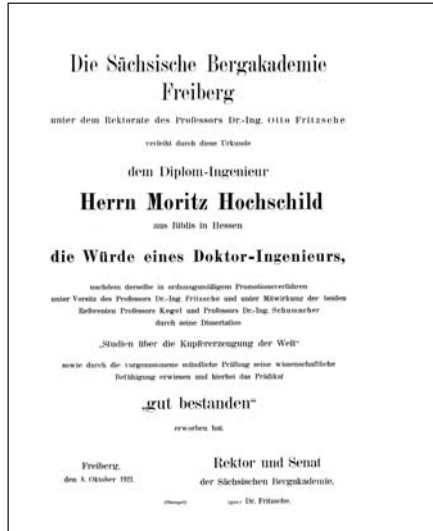 Die Sächsische Bergakademie
Freiberg
unter dem Rektorate des Professors Dr.-Ing. Otto Fritzsche
verleiht durch diese Urkunde
dem Diplom-Ingenieur
Herrn Moritz Hochschild
aus Biblis in Hessen
die Würde eines Doktor-Ingenieurs,
nachdem derselbe in ordnungsmäßigem Promotionsverfahren
unter Vorsitz des Professors Dr.-Ing. Fritzsche und unter Mitwirkung der beiden
Referenten Professors Kegel und Professors Dr.-Ing. Schumacher
durch seine Dissertation
„Studien über die Kupfererzeugung der Welt“
sowie durch die vorgenommene mündliche Prüfung seine wissenschaftliche
Befähigung erwiesen und hierbei das Prädikat
„gut bestanden“
erworben hat.
Freiberg,
den 8. Oktober 1921.
Rektor und Senat
der Sächsischen Bergakademie.
(gez.) Dr. Fritzsche.